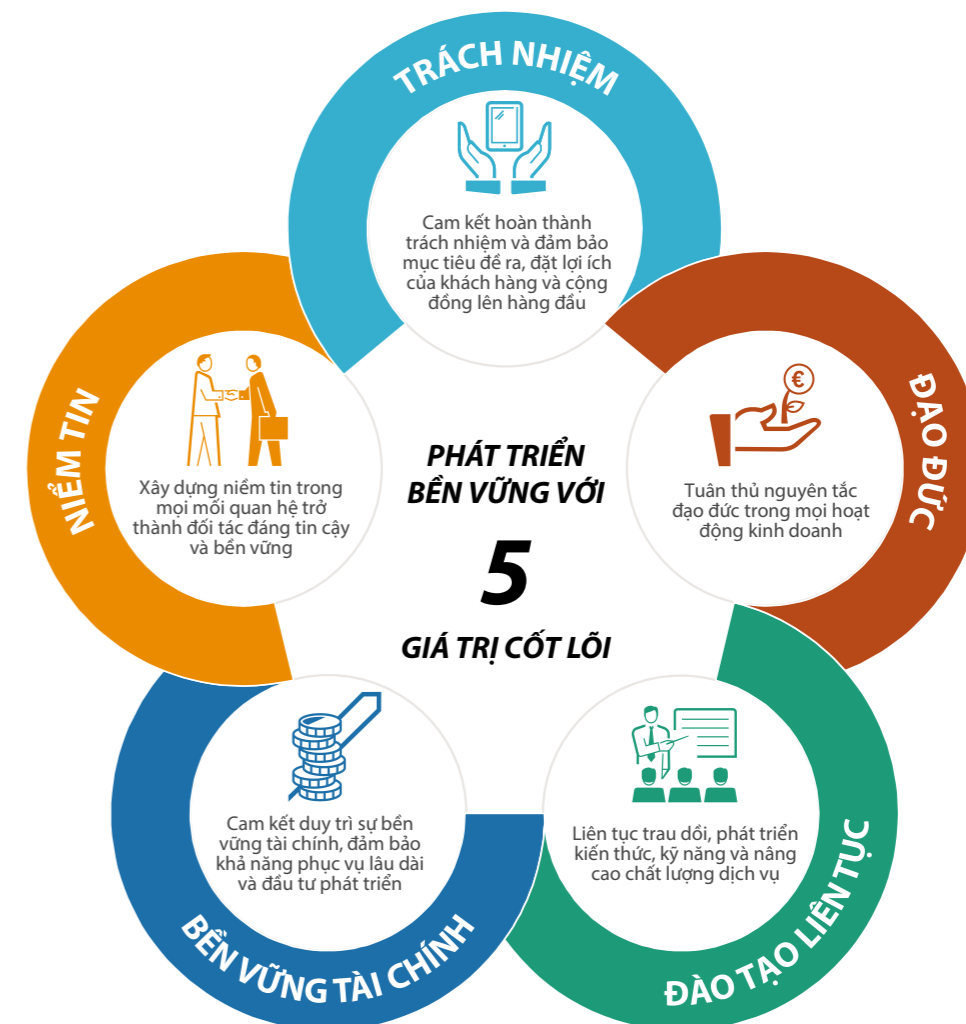 TRÁCH NHIỆM
Cam kết hoàn thành
trách nhiệm và đảm bảo
mục tiêu đề ra, đặt lợi ích
của khách hàng và cộng
đồng lên hàng đầu
ĐẠO ĐỨC
€
Tuân thủ nguyên tắc
đạo đức trong mọi hoạt
động kinh doanh
NIỀM TIN
Xây dựng niềm tin trong
mọi mối quan hệ trở
thành đối tác đáng tin cậy
và bền vững
PHÁT TRIỂN
BỀN VỮNG VỚI
5
GIÁ TRỊ CỐT LÕI
ĐÀO TẠO LIÊN TỤC
Liên tục trau dồi, phát triển
kiến thức, kỹ năng và nâng
cao chất lượng dịch vụ
BỀN VỮNG TÀI CHÍNH
Cam kết duy trì sự bền
vững tài chính, đảm bảo
khả năng phục vụ lâu dài
và đầu tư phát triển